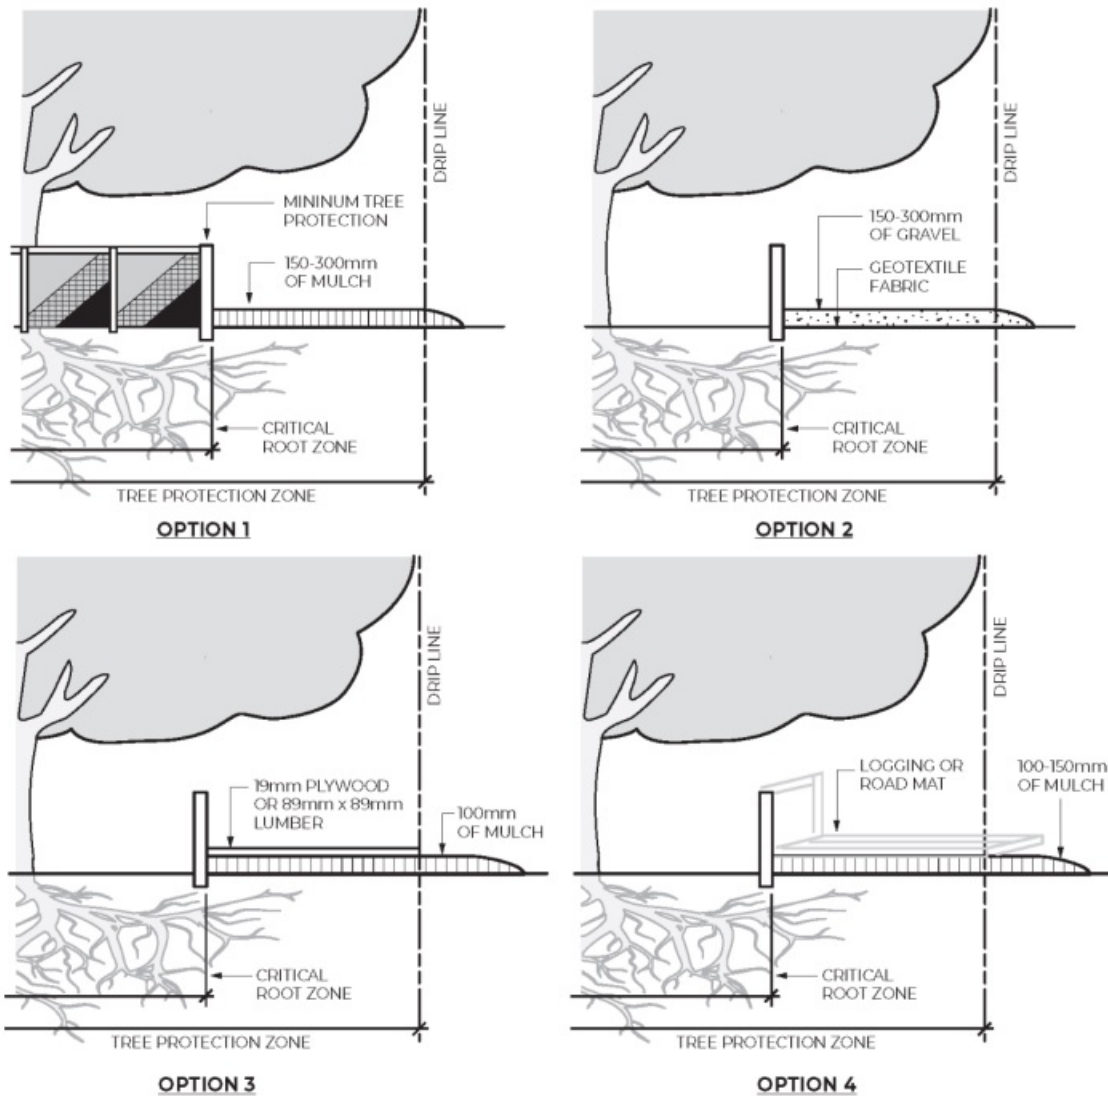 DRIP LINE
MININUM TREE
PROTECTION
150-300mm
OF MULCH
CRITICAL
ROOT ZONE
TREE PROTECTION ZONE
OPTION 1
DRIP LINE
150-300mm
OF GRAVEL
GEOTEXTILE
FABRIC
CRITICAL
ROOT ZONE
TREE PROTECTION ZONE
OPTION 2
DRIP LINE
19mm PLYWOOD
OR 89mm x 89mm
LUMBER
100mm
OF MULCH
CRITICAL
ROOT ZONE
TREE PROTECTION ZONE
OPTION 3
DRIP LINE
LOGGING OR
ROAD MAT
100-150mm
OF MULCH
CRITICAL
ROOT ZONE
TREE PROTECTION ZONE
OPTION 4